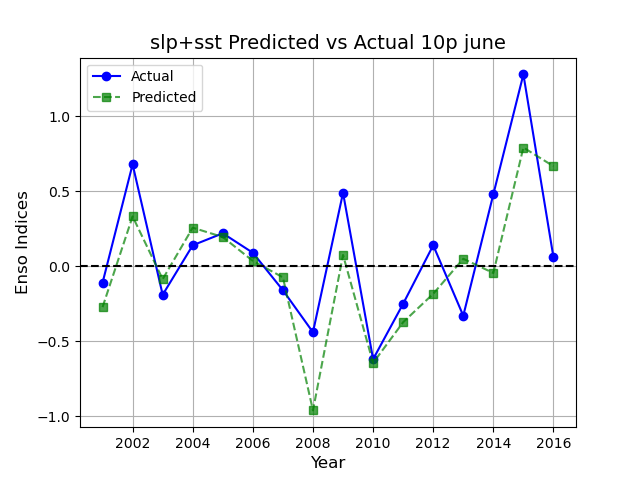 slp+sst Predicted vs Actual 10p june
Actual
Predicted
Enso Indices
1.0
0.5
0.0
−0.5
−1.0
2002 2004 2006 2008 2010 2012 2014 2016
Year